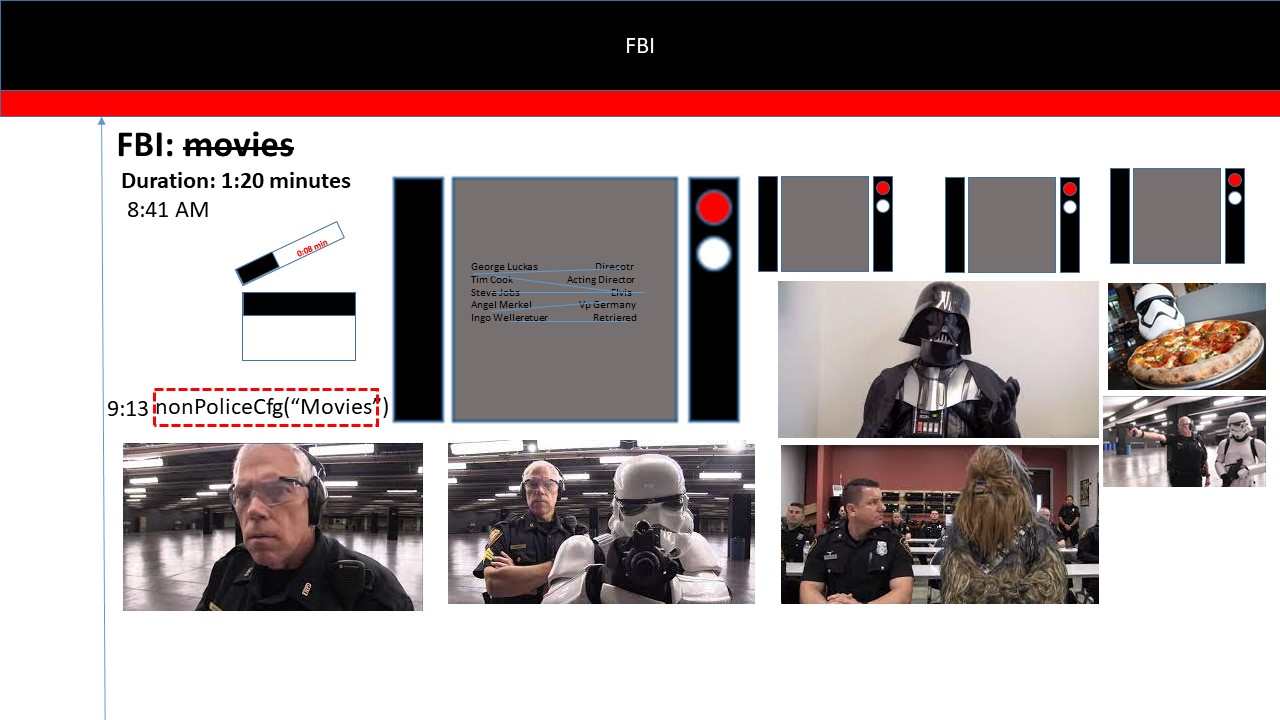 FBI
FBI: movies
Duration: 1:20 minutes
8:41 AM
0:08 min
George Luckas Direcotr
Tim Cook Acting Director
Steve Jobs Elvis
Angel Merkel Vp Germany
Ingo Welleretuer Retriered
9:13 nonPoliceCfg(“Movies”)